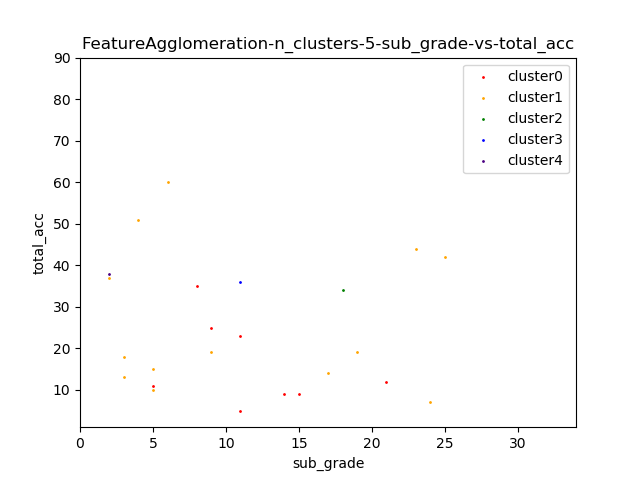 FeatureAgglomeration-n_clusters-5-sub_grade-vs-total_acc
90
80
70
60
50
40
30
20
10
total_acc
cluster0
cluster1
cluster2
cluster3
cluster4
0 5 10 15 20 25 30
sub_grade